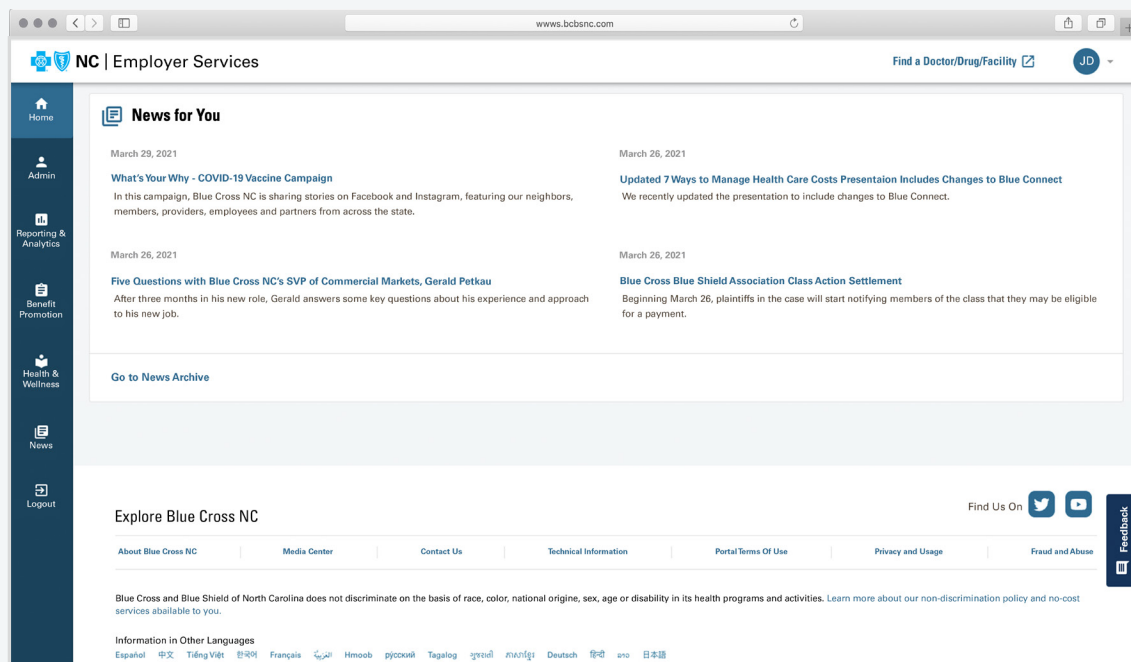 wwws.bcbsnc.com
NC | Employer Services
Find a Doctor/Drug/Facility
JD
Home
Admin
Reporting &
Analytics
Benefit
Promotion
Health &
Wellness
News
Logout
News for You
March 29, 2021
What's Your Why - COVID-19 Vaccine Campaign
In this campaign, Blue Cross NC is sharing stories on Facebook and Instagram, featuring our neighbors,
members, providers, employees and partners from across the state.
March 26, 2021
Updated 7 Ways to Manage Health Care Costs Presentaion Includes Changes to Blue Connect
We recently updated the presentation to include changes to Blue Connect.
March 26, 2021
Five Questions with Blue Cross NC's SVP of Commercial Markets, Gerald Petkau
After three months in his new role, Gerald answers some key questions about his experience and approach
to his new job.
March 26, 2021
Blue Cross Blue Shield Association Class Action Settlement
Beginning March 26, plaintiffs in the case will start notifying members of the class that they may be eligible
for a payment.
Go to News Archive
Explore Blue Cross NC
Find Us On
Feedback
About Blue Cross NC
Media Center
Contact Us
Technical Information
Portal Terms Of Use
Privacy and Usage
Fraud and Abuse
Blue Cross and Blue Shield of North Carolina does not discriminate on the basis of race, color, national origine, sex, age or disability in its health programs and activities. Learn more about our non-discrimination policy and no-cost
services abailable to you.
Information in Other Languages
Español 中文 Tiếng Việt 한국어 Français العَرَبِيَّة Hmoob ру́сский Tagalog ગુજરાતી ភាសាខ្មែរ Deutsch हिन्दी ລາວ 日本語